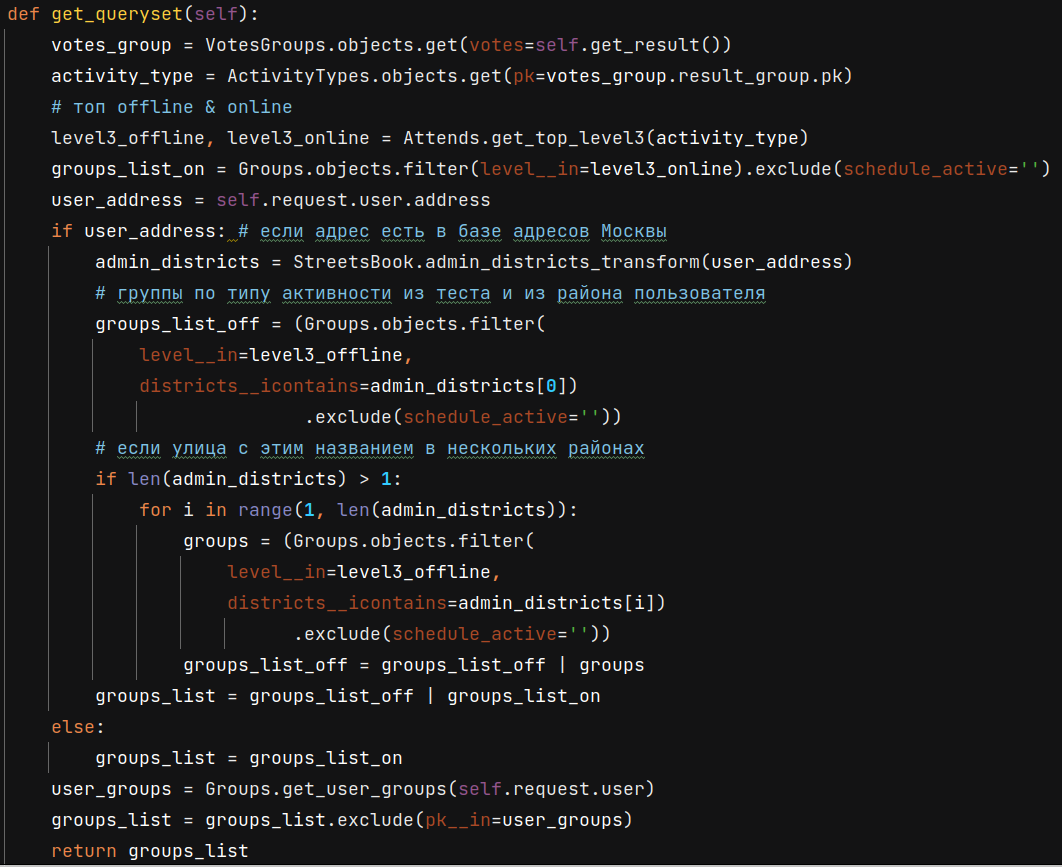 def get_queryset(self):
    votes_group = VotesGroups.objects.get(votes=self.get_result())
    activity_type = ActivityTypes.objects.get(pk=votes_group.result_group.pk)
    # топ offline & online
    level3_offline, level3_online = Attends.get_top_level3(activity_type)
    groups_list_on = Groups.objects.filter(level__in=level3_online).exclude(schedule_active='')
    user_address = self.request.user.address
    if user_address: # если адрес есть в базе адресов Москвы
        admin_districts = StreetsBook.admin_districts_transform(user_address)
        # группы по типу активности из теста и из района пользователя
        groups_list_off = (Groups.objects.filter(
            level__in=level3_offline,
            districts__icontains=admin_districts[0])
                           .exclude(schedule_active=''))
        # если улица с этим названием в нескольких районах
        if len(admin_districts) > 1:
            for i in range(1, len(admin_districts)):
                groups = (Groups.objects.filter(
                    level__in=level3_offline,
                    districts__icontains=admin_districts[i])
                          .exclude(schedule_active=''))
                groups_list_off = groups_list_off | groups
        groups_list = groups_list_off | groups_list_on
    else:
        groups_list = groups_list_on
    user_groups = Groups.get_user_groups(self.request.user)
    groups_list = groups_list.exclude(pk__in=user_groups)
    return groups_list